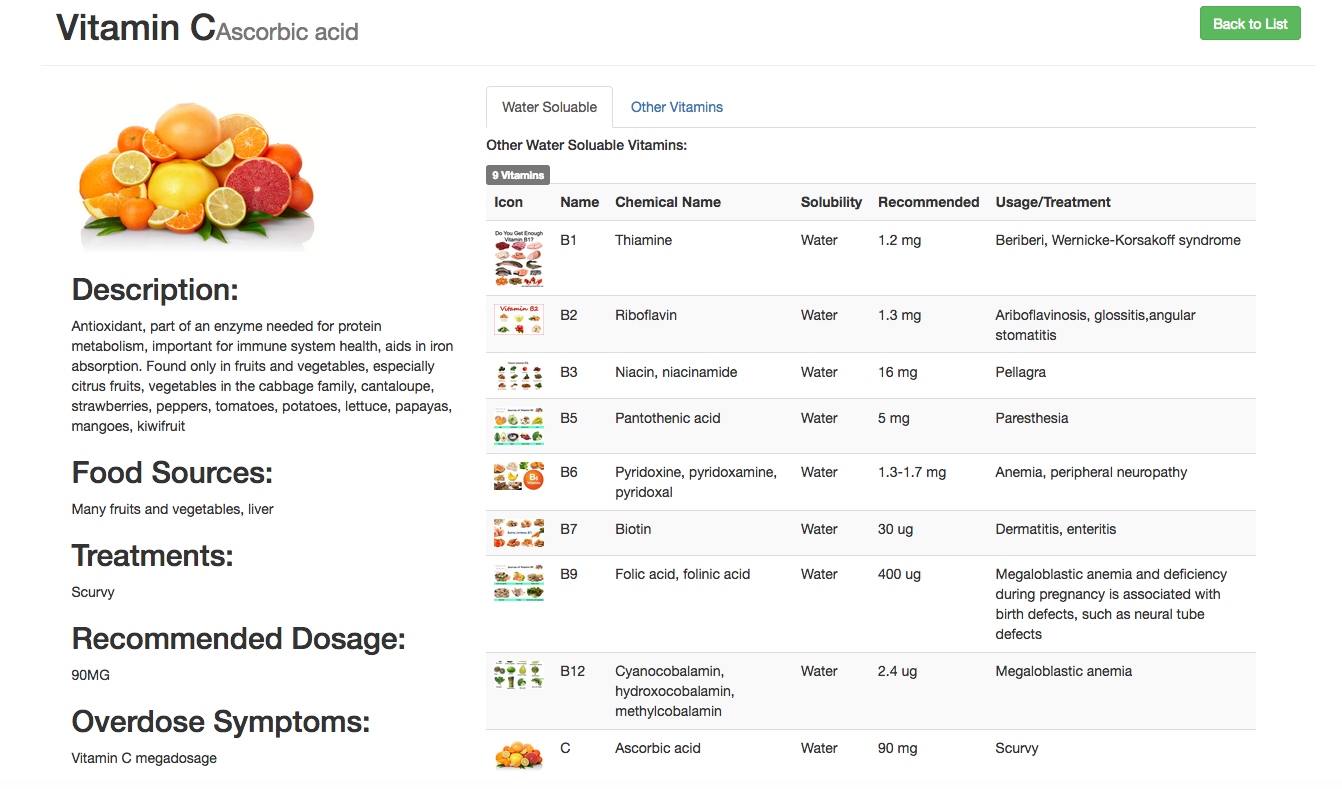 Vitamin CAscorbic acid
Back to List
Description:
Antioxidant, part of an enzyme needed for protein
metabolism, important for immune system health, aids in iron
absorption. Found only in fruits and vegetables, especially
citrus fruits, vegetables in the cabbage family, cantaloupe,
strawberries, peppers, tomatoes, potatoes, lettuce, papayas,
mangoes, kiwifruit
Food Sources:
Many fruits and vegetables, liver
Treatments:
Scurvy
Recommended Dosage:
90MG
Overdose Symptoms:
Vitamin C megadosage
Water Soluable Other Vitamins
Other Water Soluable Vitamins:
9 Vitamins
Icon Name Chemical Name Solubility Recommended Usage/Treatment
Do You Get Enough
Vitamin B1?
B1 Thiamine Water 1.2 mg Beriberi, Wernicke-Korsakoff syndrome
Vitamin B2
B2 Riboflavin Water 1.3 mg Ariboflavinosis, glossitis,angular
stomatitis
B3 Niacin, niacinamide Water 16 mg Pellagra
B5 Pantothenic acid Water 5 mg Paresthesia
B6 Pyridoxine, pyridoxamine, Water 1.3-1.7 mg Anemia, peripheral neuropathy
pyridoxal
B7 Biotin Water 30 ug Dermatitis, enteritis
B9 Folic acid, folinic acid Water 400 ug Megaloblastic anemia and deficiency
during pregnancy is associated with
birth defects, such as neural tube
defects
B12 Cyanocobalamin, Water 2.4 ug Megaloblastic anemia
hydroxocobalamin,
methylcobalamin
C Ascorbic acid Water 90 mg Scurvy